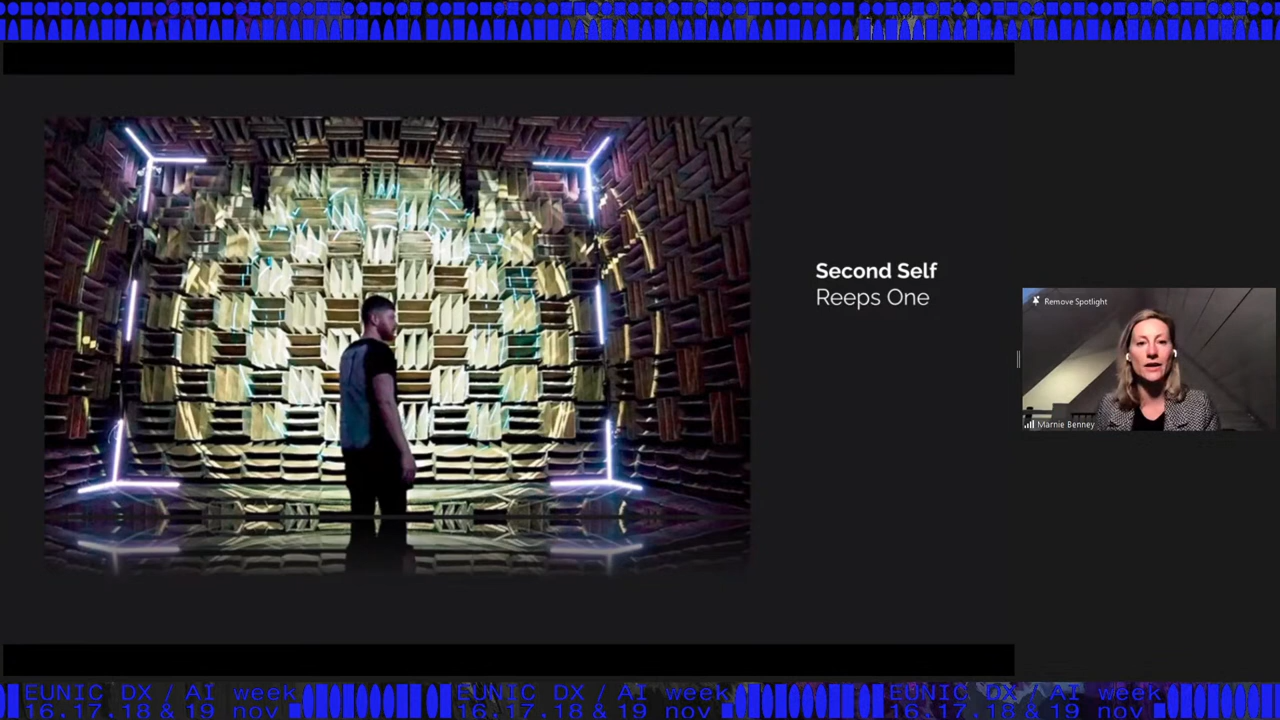 Second Self
Reeps One
Remove Spotlight
Marnie Benney
EUNIC DX / AI week EUNIC DX / AI week EUNIC DX / AI week
16.17.18 & 19 nov 16.17.18 & 19 nov 16.17.18 & 19 nov